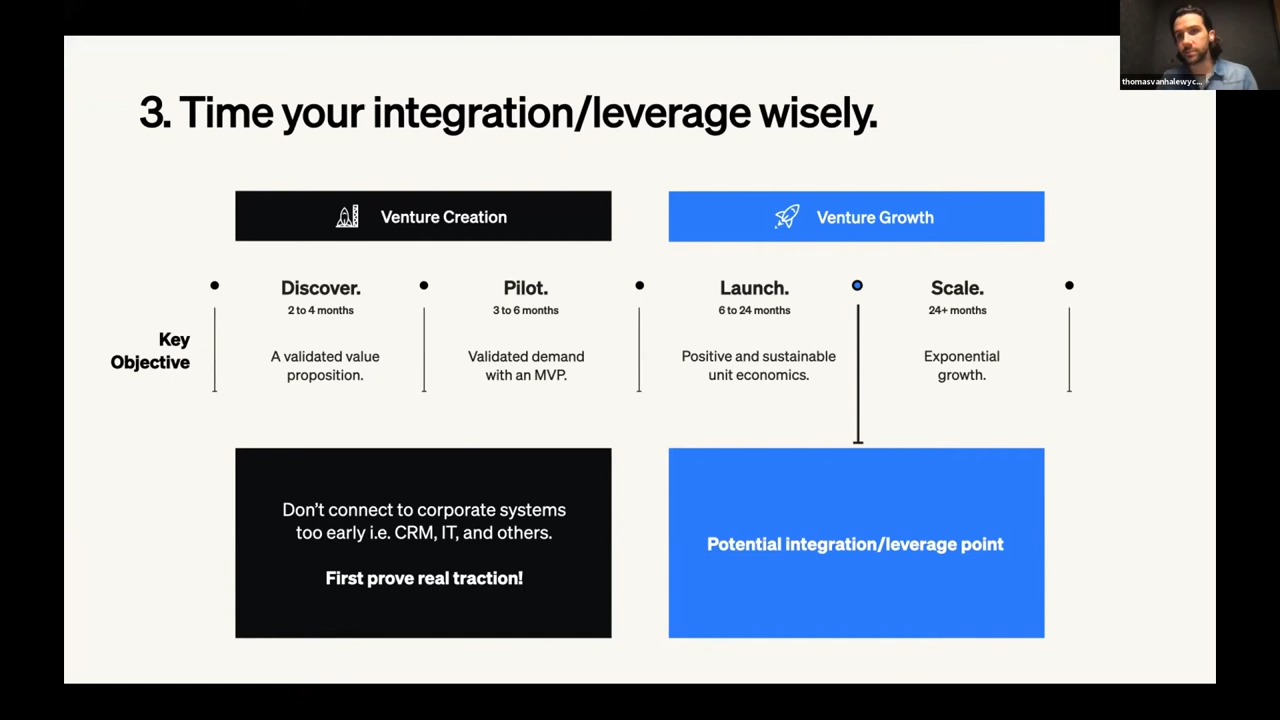 thomasvanhalewyc...
3. Time your integration/leverage wisely.
Venture Creation
Venture Growth
Discover.
2 to 4 months
Pilot.
3 to 6 months
Launch.
6 to 24 months
Scale.
24+ months
Key
Objective
A validated value
proposition.
Validated demand
with an MVP.
Positive and sustainable
unit economics.
Exponential
growth.
Don’t connect to corporate systems
too early i.e. CRM, IT, and others.
First prove real traction!
Potential integration/leverage point